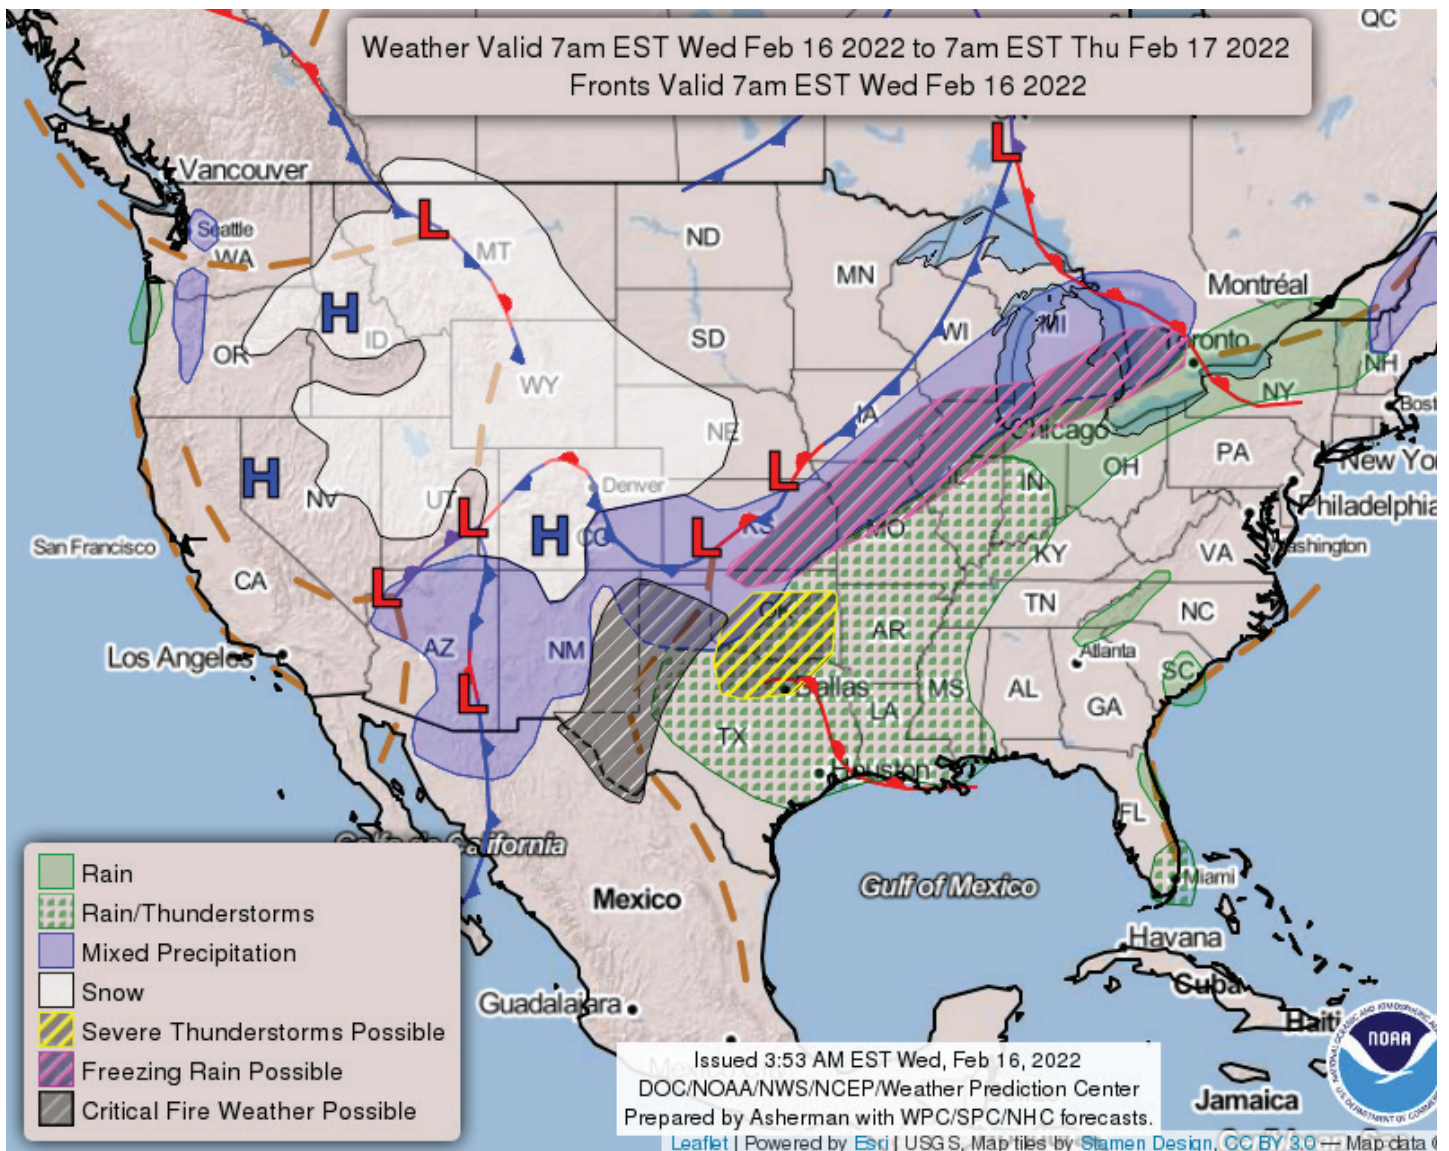 QC
Weather Valid 7am EST Wed Feb 16 2022 to 7am EST Thu Feb 17 2022
Fronts Valid 7am EST Wed Feb 16 2022
L
Vancouver
L
Seattle
WA
MT
ND
MN
Montréal
H
ID
OR
SD
WI
MI
Toronto
WY
NH
NY
IA
Boston
NE
Chicago
PA
New Yo
H
NV
UT
Denver
L
OH
IN
IL
Philadelphia
L
H
CO
L
KS
MO
KY
VA
Washington
San Francisco
CA
L
OK
TN
NC
AZ
NM
AR
Atlanta
Los Angeles
SC
L
Dallas
MS
AL
GA
LA
TX
Houston
FL
Golfo de California
Rain
Rain/Thunderstorms
Mixed Precipitation
Snow
Severe Thunderstorms Possible
Freezing Rain Possible
Critical Fire Weather Possible
Mexico
Gulf of Mexico
Miami
Havana
Cuba
Guadalajara
Haiti
NOAA
Mexico City
Jamaica
Issued 3:53 AM EST Wed, Feb 16, 2022
DOC/NOAA/NWS/NCEP/Weather Prediction Center
Prepared by Asherman with WPC/SPC/NHC forecasts.
Leaflet | Powered by Esri | USGS, Map tiles by Stamen Design, CC BY 3.0 — Map data ©